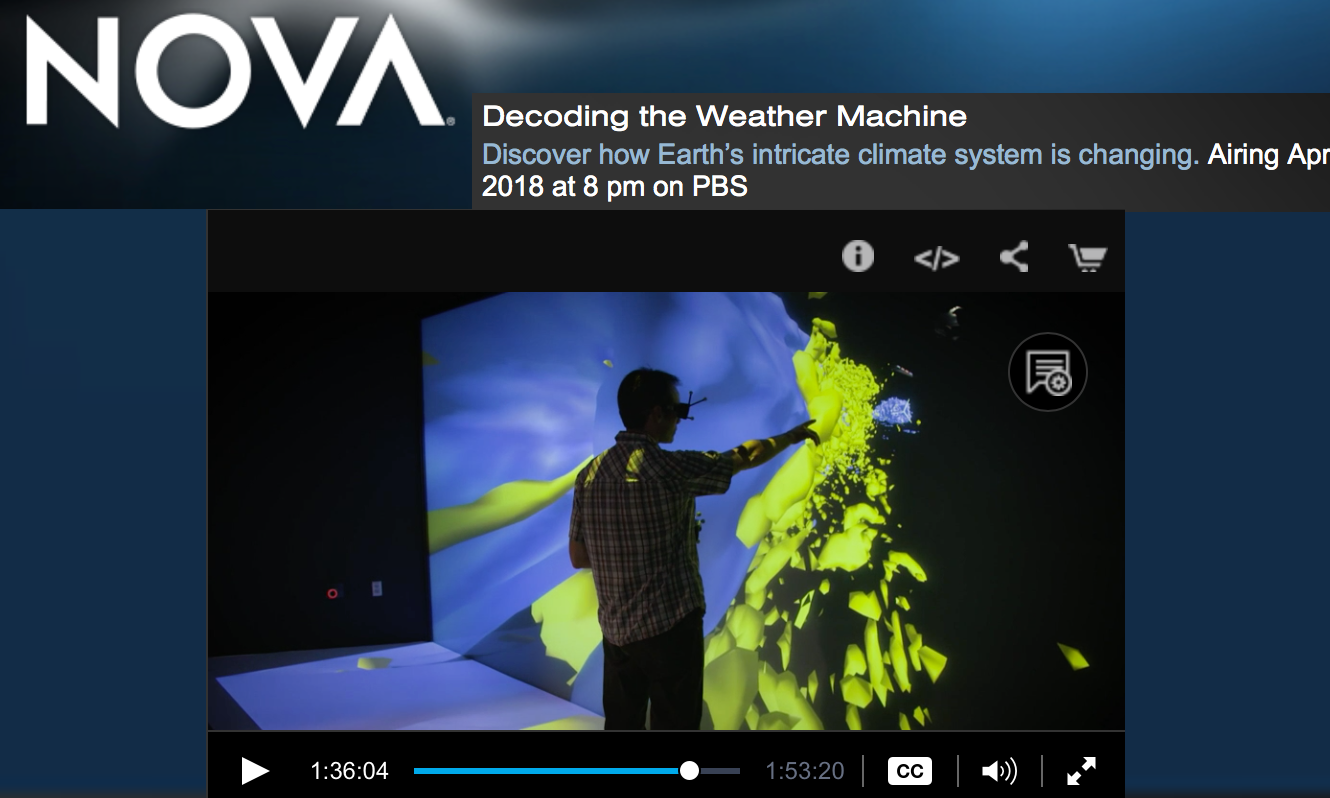 NOVA®
Decoding the Weather Machine
Discover how Earth’s intricate climate system is changing. Airing Apr
2018 at 8 pm on PBS
</>
1:36:04
1:53:20
CC